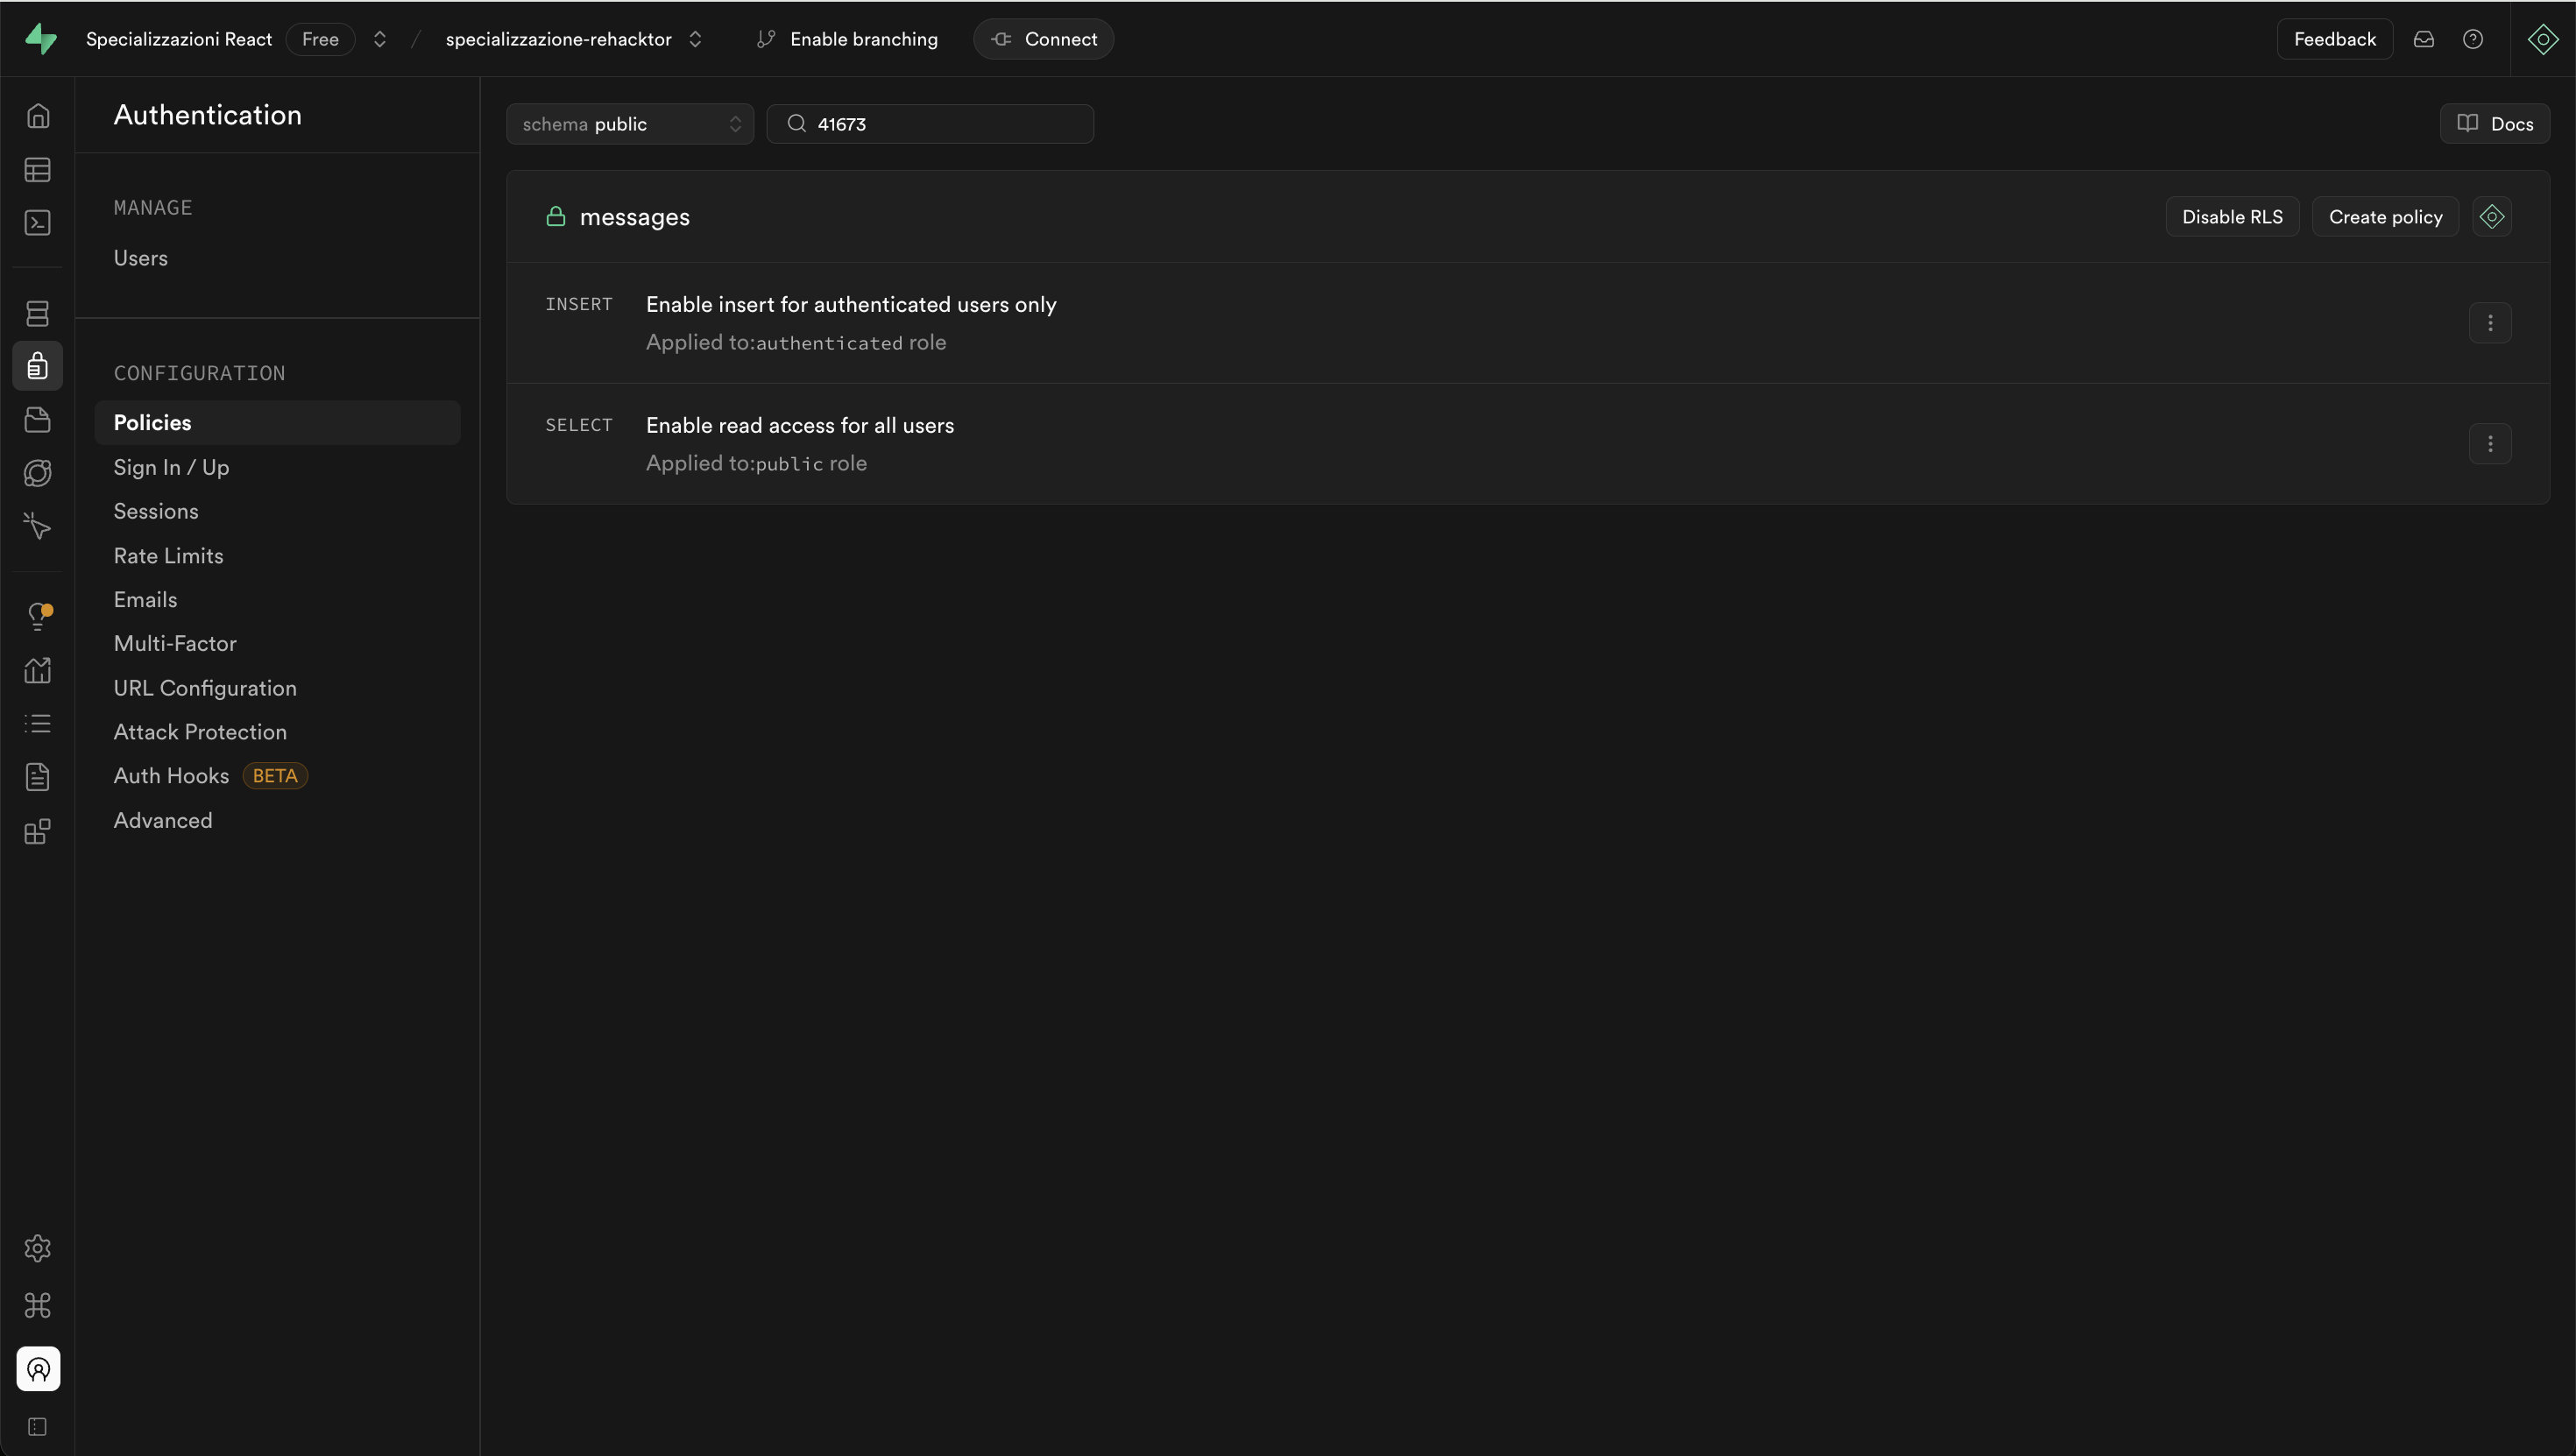 Specializzazioni React Free / specializzazione-rehacktor Enable branching Connect Feedback
Authentication
MANAGE
Users
CONFIGURATION
Policies
Sign In / Up
Sessions
Rate Limits
Emails
Multi-Factor
URL Configuration
Attack Protection
Auth Hooks BETA
Advanced
schema public 41673 Docs
messages Disable RLS Create policy
INSERT Enable insert for authenticated users only
Applied to:authenticated role
SELECT Enable read access for all users
Applied to:public role